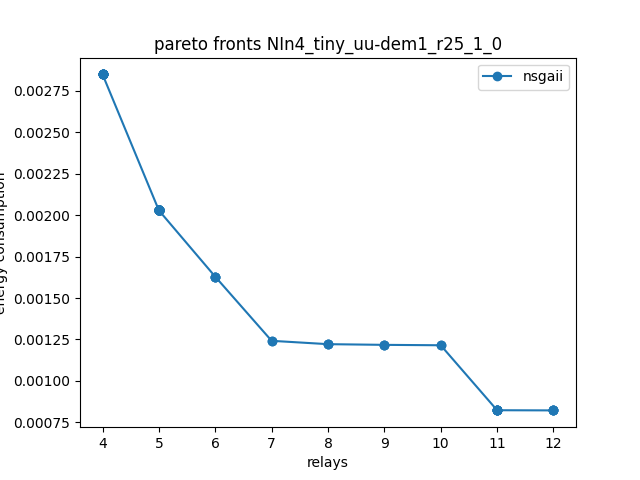 pareto fronts NIn4_tiny_uu-dem1_r25_1_0
nsgaii
0.00275
0.00250
0.00225
0.00200
0.00175
0.00150
0.00125
0.00100
0.00075
energy consumption
4 5 6 7 8 9 10 11 12
relays